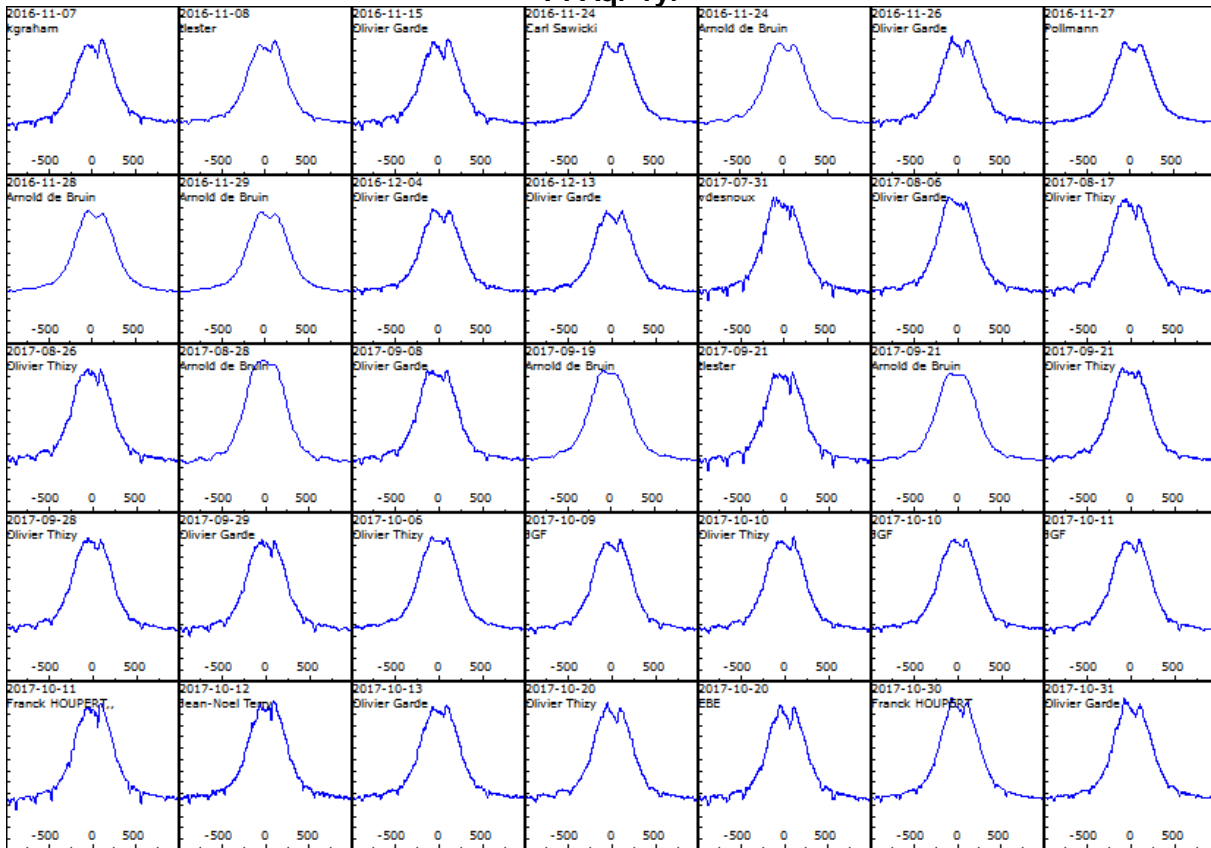 2016-11-07
kgraham
-500 0 500
2016-11-08
tlester
-500 0 500
2016-11-15
Olivier Garde
-500 0 500
2016-11-24
Carl Sawicki
-500 0 500
2016-11-24
Arnold de Bruin
-500 0 500
2016-11-26
Olivier Garde
-500 0 500
2016-11-27
Pollmann
-500 0 500
2016-11-28
Arnold de Bruin
-500 0 500
2016-11-29
Arnold de Bruin
-500 0 500
2016-12-04
Olivier Garde
-500 0 500
2016-12-13
Olivier Garde
-500 0 500
2017-07-31
vdesnoux
-500 0 500
2017-08-06
Olivier Garde
-500 0 500
2017-08-17
Olivier Thizy
-500 0 500
2017-08-26
Olivier Thizy
-500 0 500
2017-08-28
Arnold de Bruin
-500 0 500
2017-09-08
Olivier Garde
-500 0 500
2017-09-19
Arnold de Bruin
-500 0 500
2017-09-21
tlester
-500 0 500
2017-09-21
Arnold de Bruin
-500 0 500
2017-09-21
Olivier Thizy
-500 0 500
2017-09-28
Olivier Thizy
-500 0 500
2017-09-29
Olivier Garde
-500 0 500
2017-10-06
Olivier Thizy
-500 0 500
2017-10-09
JGF
-500 0 500
2017-10-10
Olivier Thizy
-500 0 500
2017-10-10
JGF
-500 0 500
2017-10-11
JGF
-500 0 500
2017-10-11
Franck HOUPERT,,
-500 0 500
2017-10-12
Jean-Noel
-500 0 500
2017-10-13
Olivier Garde
-500 0 500
2017-10-20
Olivier Thizy
-500 0 500
2017-10-20
EBE
-500 0 500
2017-10-30
Franck HOUPERT
-500 0 500
2017-10-31
Olivier Garde
-500 0 500